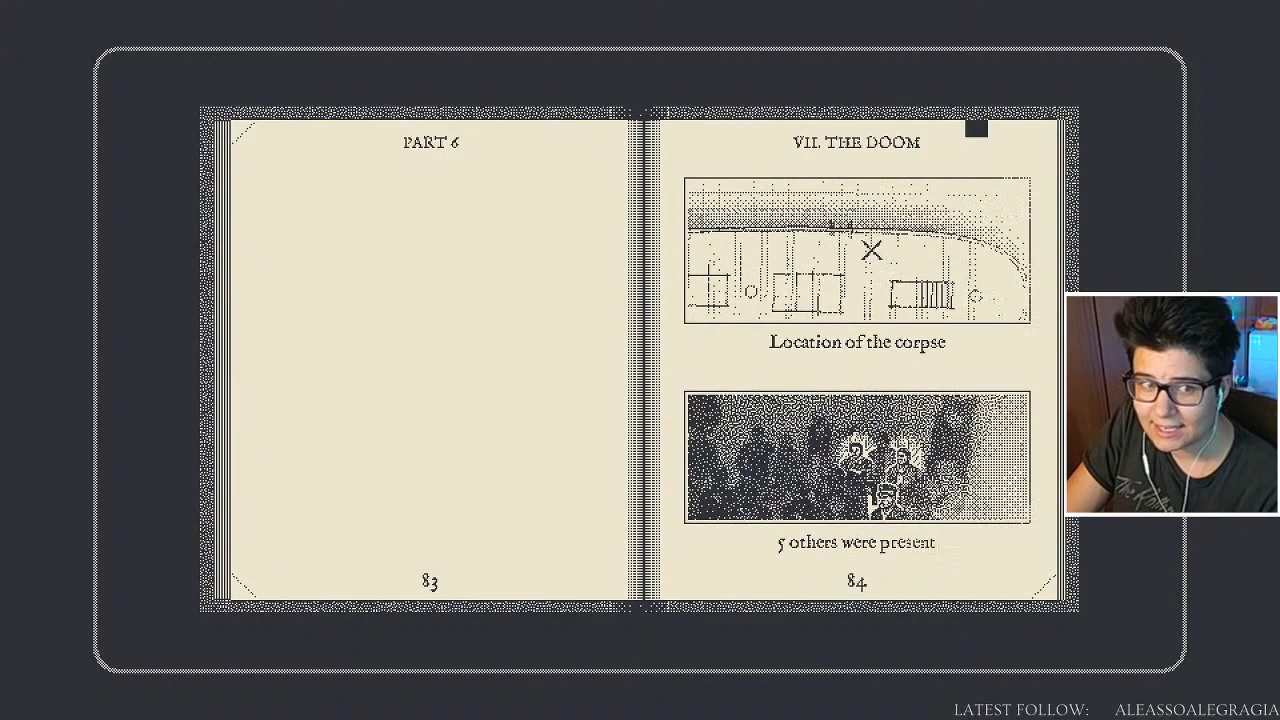 PART 6
83
VII. THE DOOM
Location of the corpse
5 others were present
84
LATEST FOLLOW: ALEASSOALEGRAGIA